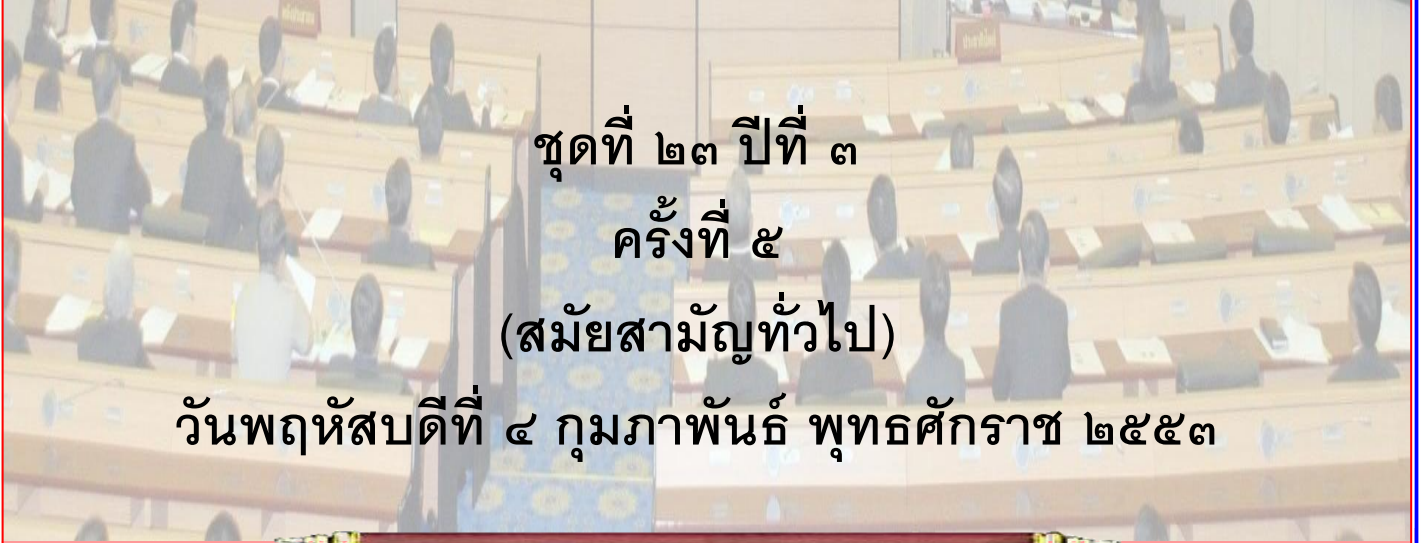 ชุดที่ ๒๓ ปีที่ ๓
ครั้งที่ ๕
(สมัยสามัญทั่วไป)
วันพฤหัสบดีที่ ๔ กุมภาพันธ์ พุทธศักราช ๒๕๕๓